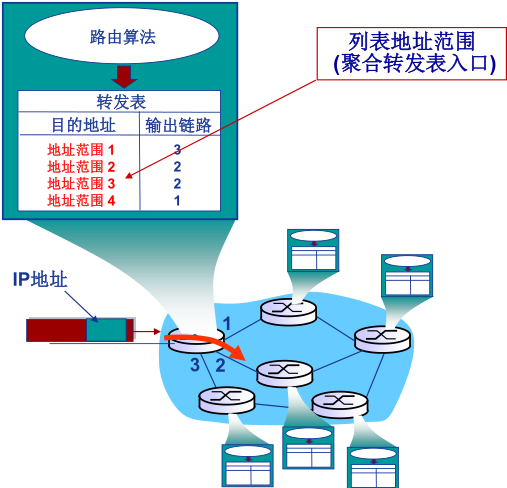 路由算法
列表地址范围
(聚合转发表入口)
转发表
目的地址 输出链路
地址范围 1 3
地址范围 2 2
地址范围 3 2
地址范围 4 1
IP地址
1
3 2